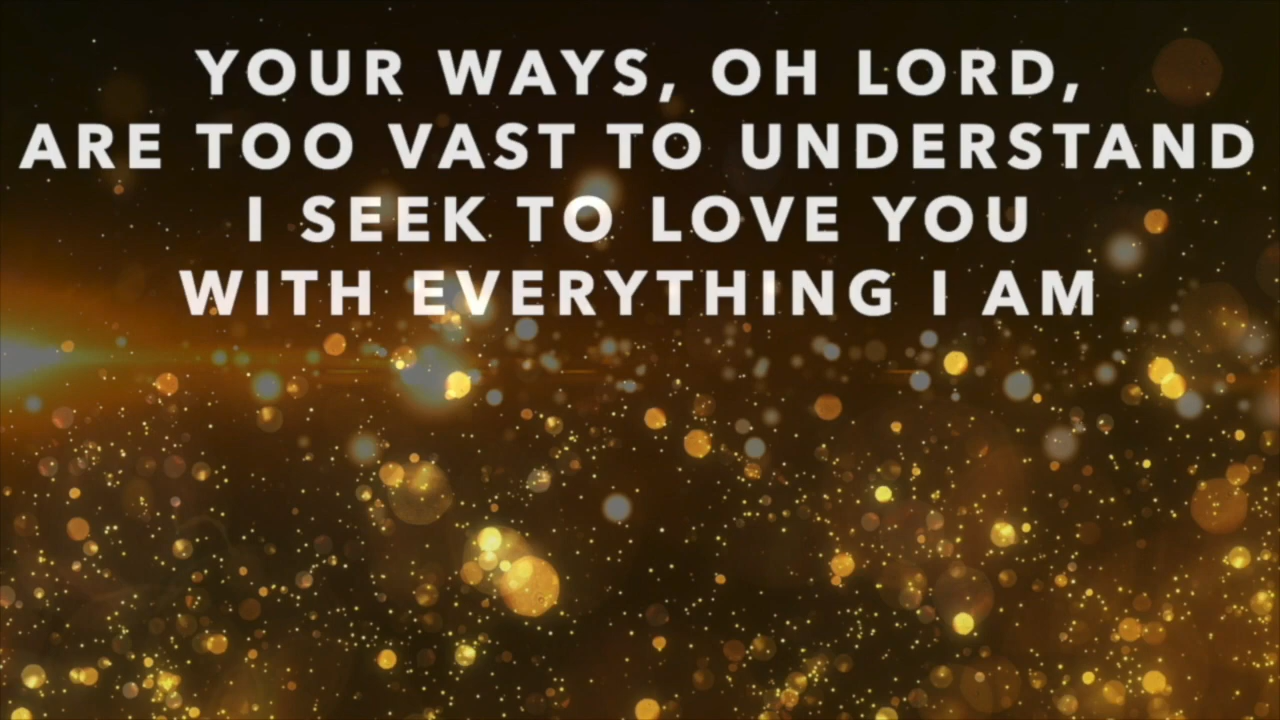 YOUR WAYS, OH LORD,
ARE TOO VAST TO UNDERSTAND
I SEEK TO LOVE YOU
WITH EVERYTHING I AM